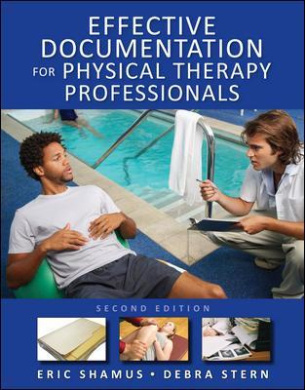 EFFECTIVE
DOCUMENTATION
FOR PHYSICAL THERAPY
PROFESSIONALS
SECOND EDITION
ERIC SHAMUS • DEBRA STERN